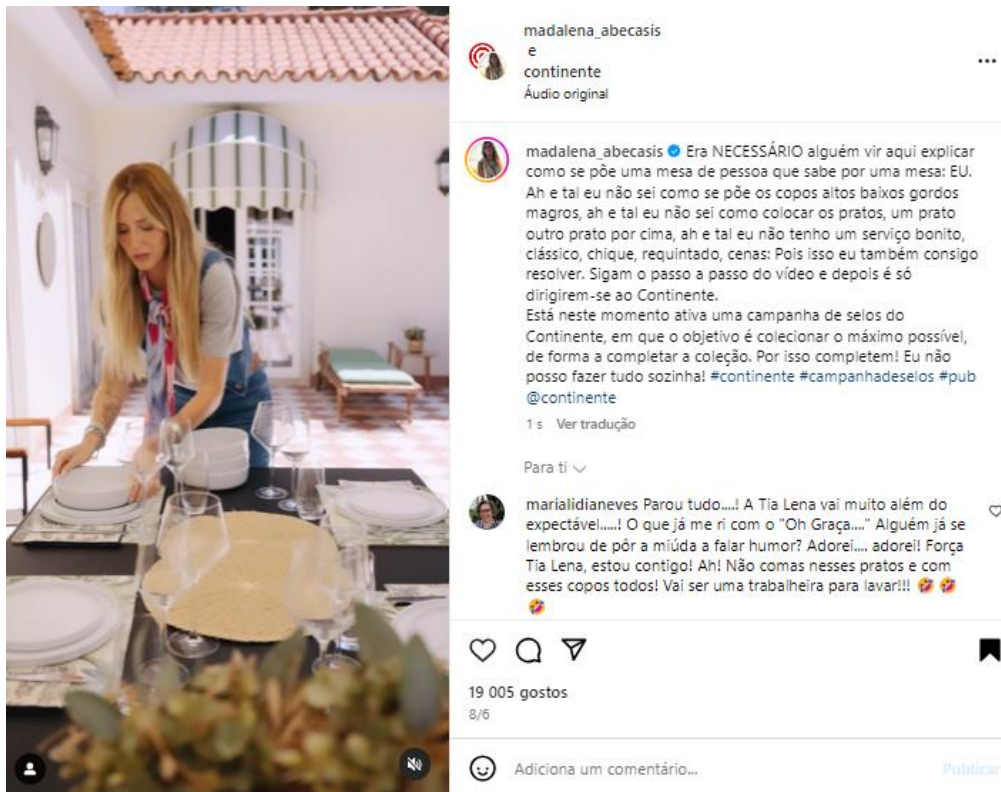 madalena_abecasis
e
continente
Áudio original
madalena_abecasis Era NECESSÁRIO alguém vir aqui explicar
como se põe uma mesa de pessoa que sabe por uma mesa: EU.
Ah e tal eu não sei como se põe os copos altos baixos gordos
magros, ah e tal eu não sei como colocar os pratos, um prato
outro prato por cima, ah e tal eu não tenho um serviço bonito,
clássico, chique, requintado, cenas: Pois isso eu também consigo
resolver. Sigam o passo a passo do vídeo e depois é só
dirigirem-se ao Continente.
Está neste momento ativa uma campanha de selos do
Continente, em que o objetivo é colecionar o máximo possível,
de forma a completar a coleção. Por isso completem! Eu não
posso fazer tudo sozinha! #continente #campanhadeselos #pub
@continente
1 s Ver tradução
Para ti
marialidianeves Parou tudo....! A Tia Lena vai muito além do
expectável.....! O que já me ri com o "Oh Graça...." Alguém já se
lembrou de pôr a miúda a falar humor? Adorei.... adorei! Força
Tia Lena, estou contigo! Ah! Não comas nesses pratos e com
esses copos todos! Vai ser uma trabalheira para lavar!!! 🤣 🤣
🤣
19 005 gostos
8/6
Adiciona um comentário...
Publicar